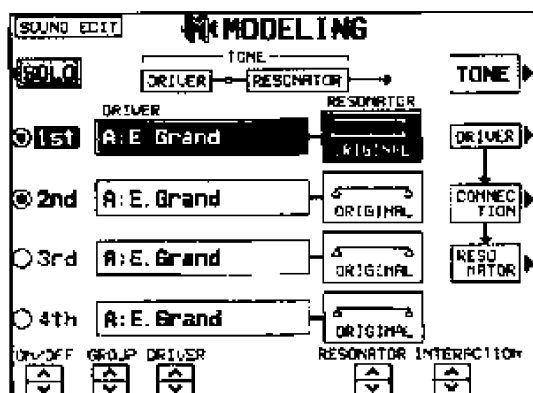 SOUND EDIT
MODELING
SOLO
TONE
DRIVER
RESONATOR
TONE
DRIVER
RESONATOR
1st
A:E. Grand
ORIGINAL
DRIVER
2nd
A:E. Grand
ORIGINAL
CONNEC
TION
3rd
A:E. Grand
ORIGINAL
RESO
NATOR
4th
A:E. Grand
ORIGINAL
ON/OFF GROUP DRIVER RESONATOR INTERACTION